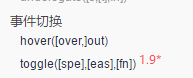 事件切换
hover([over,]out)
toggle([spe],[eas],[fn]) 1.9*